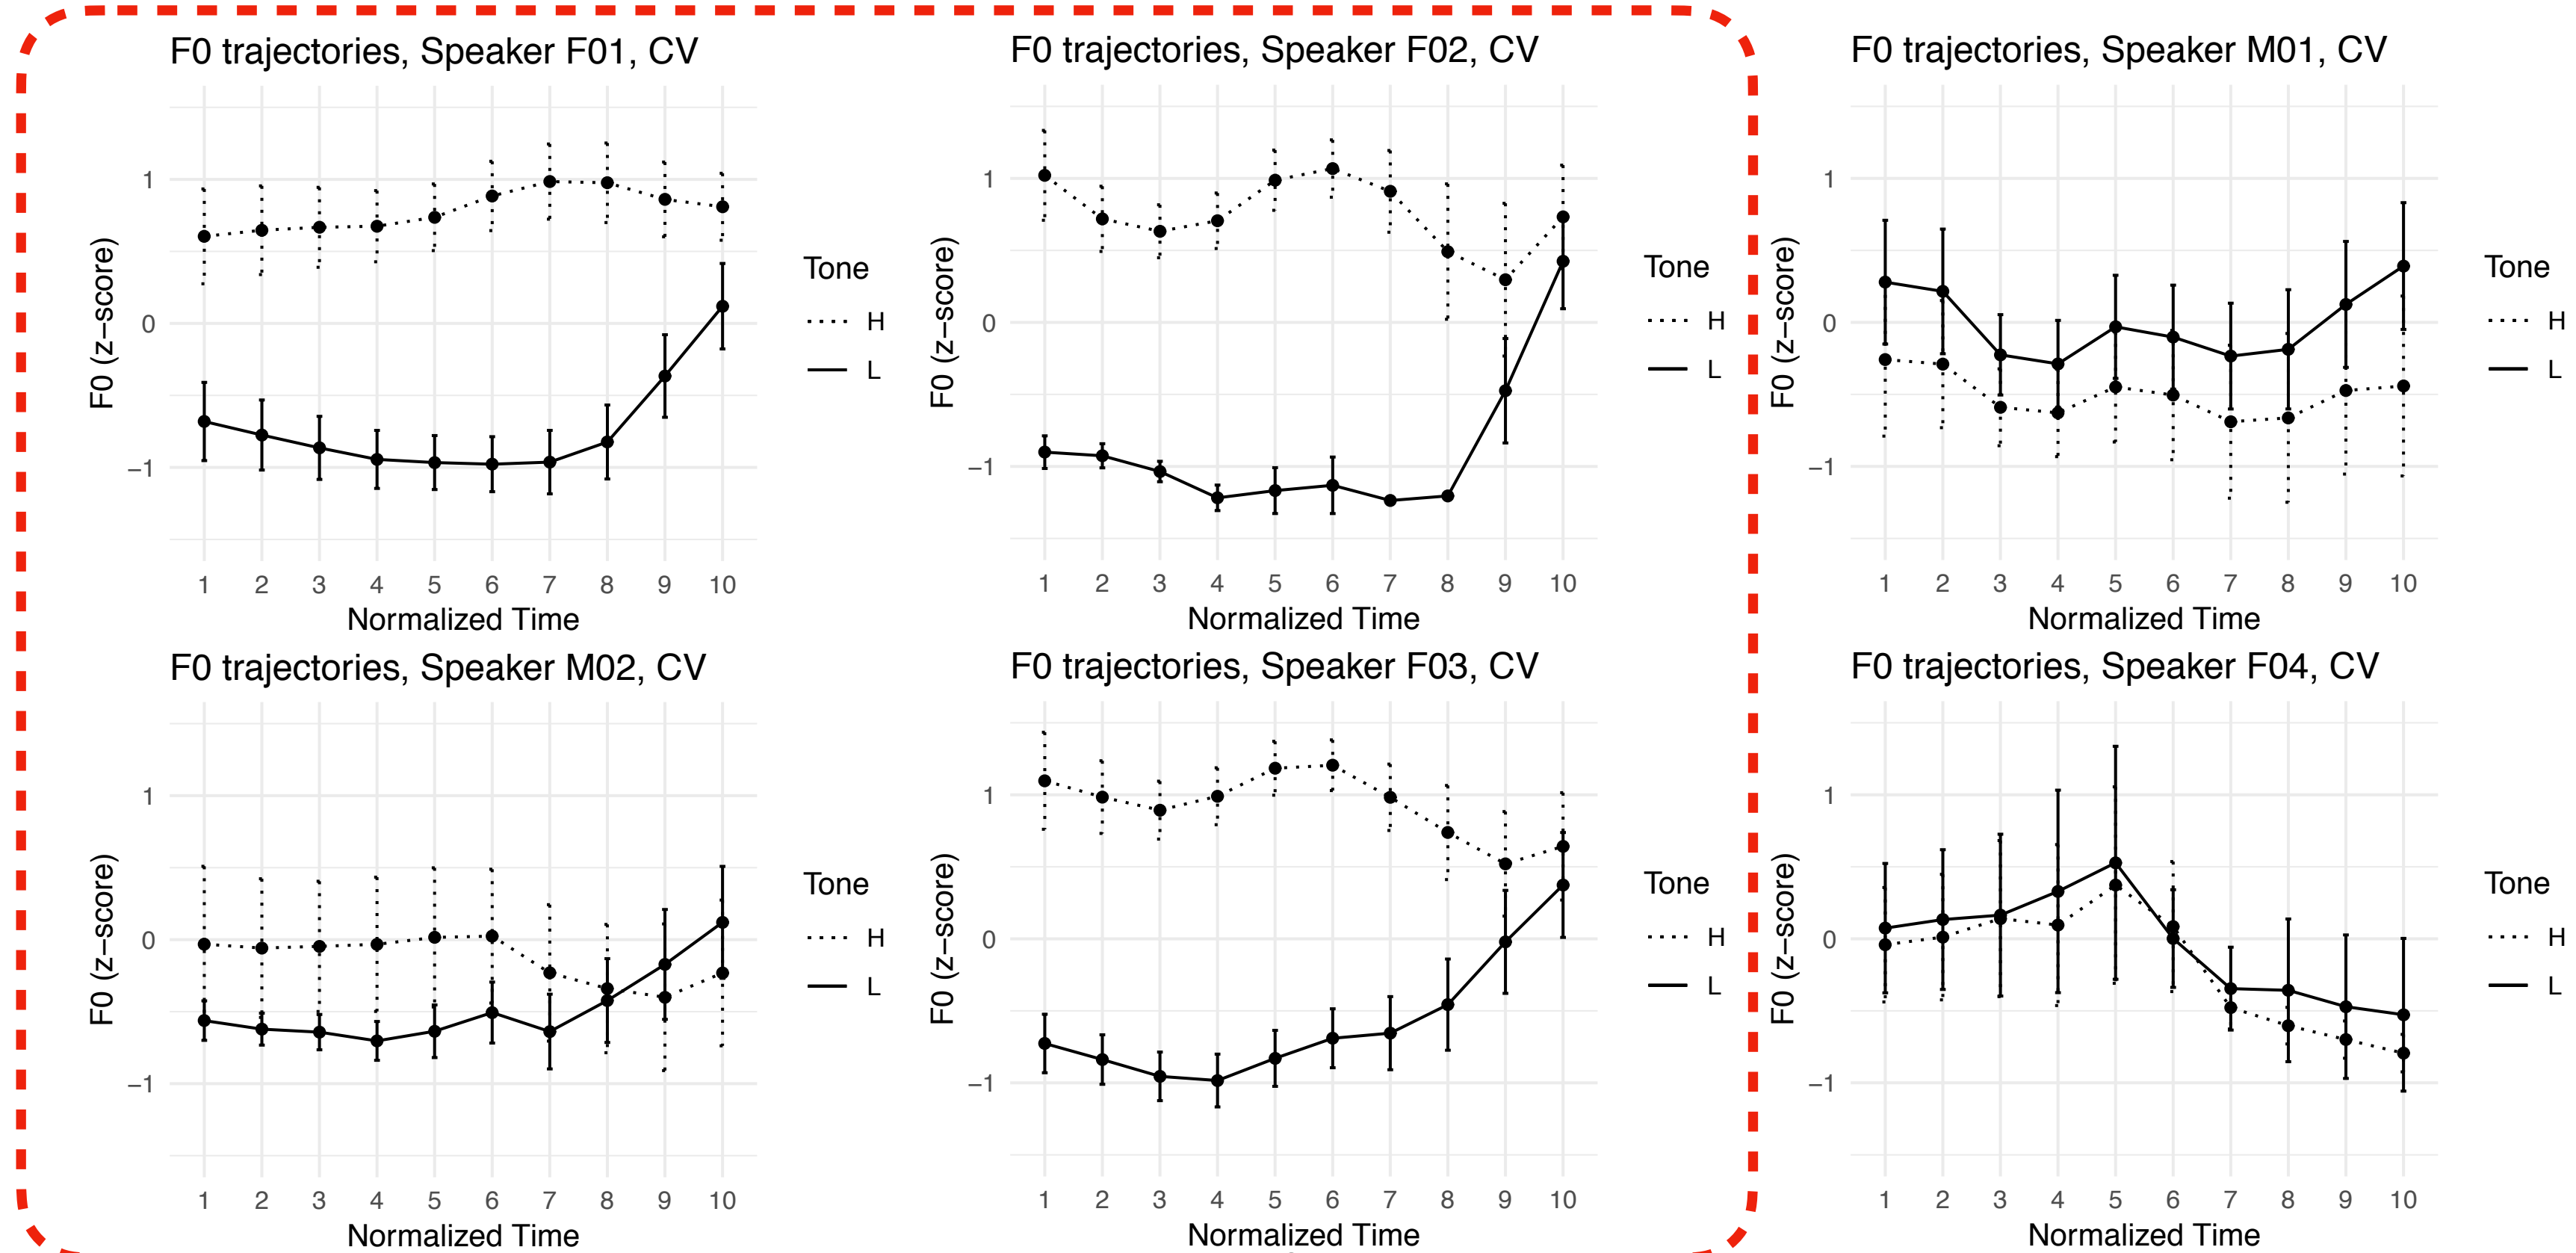 F0 trajectories, Speaker F01, CV
F0 (z−score)
1
0
−1
1 2 3 4 5 6 7 8 9 10
Normalized Time
Tone
H
L
F0 trajectories, Speaker F02, CV
F0 (z−score)
1
0
−1
1 2 3 4 5 6 7 8 9 10
Normalized Time
Tone
H
L
F0 trajectories, Speaker M01, CV
F0 (z−score)
1
0
−1
1 2 3 4 5 6 7 8 9 10
Normalized Time
Tone
H
L
F0 trajectories, Speaker M02, CV
F0 (z−score)
1
0
−1
1 2 3 4 5 6 7 8 9 10
Normalized Time
Tone
H
L
F0 trajectories, Speaker F03, CV
F0 (z−score)
1
0
−1
1 2 3 4 5 6 7 8 9 10
Normalized Time
Tone
H
L
F0 trajectories, Speaker F04, CV
F0 (z−score)
1
0
−1
1 2 3 4 5 6 7 8 9 10
Normalized Time
Tone
H
L